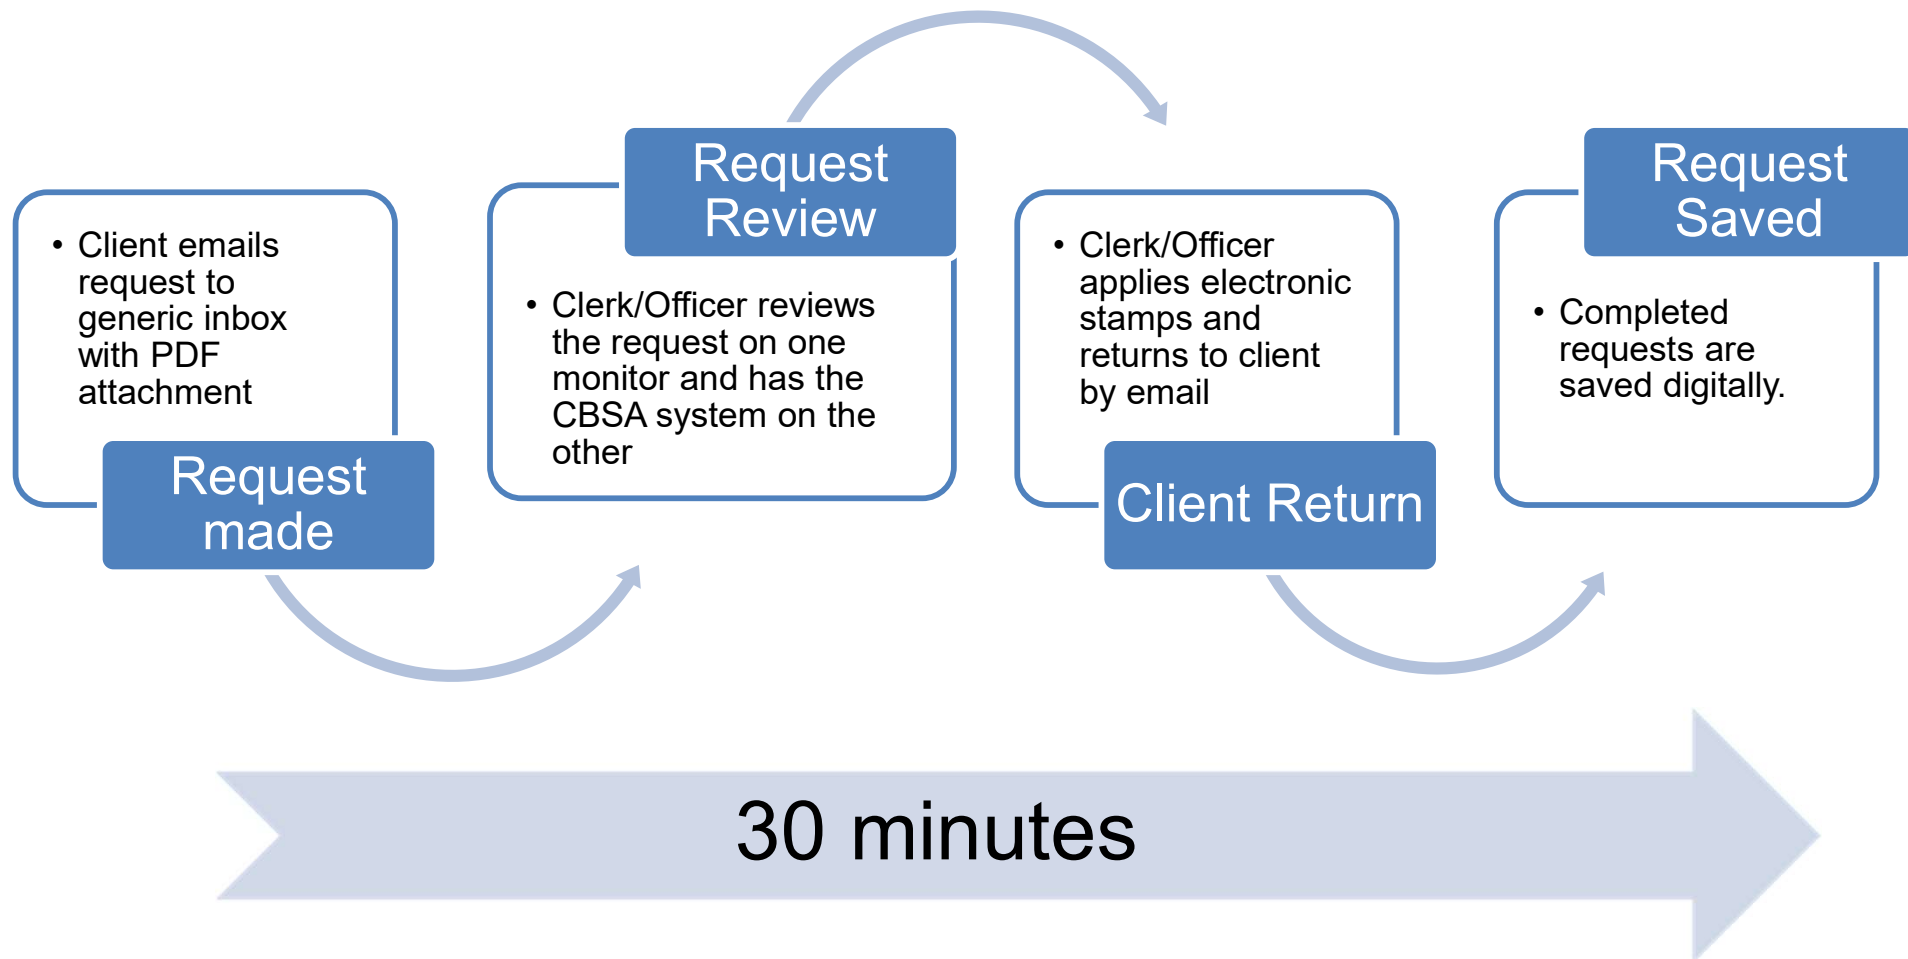 • Client emails
request to
generic inbox
with PDF
attachment
Request
made
Request
Review
• Clerk/Officer reviews
the request on one
monitor and has the
CBSA system on the
other
• Clerk/Officer
applies electronic
stamps and
returns to client
by email
Client Return
Request
Saved
• Completed
requests are
saved digitally.
30 minutes